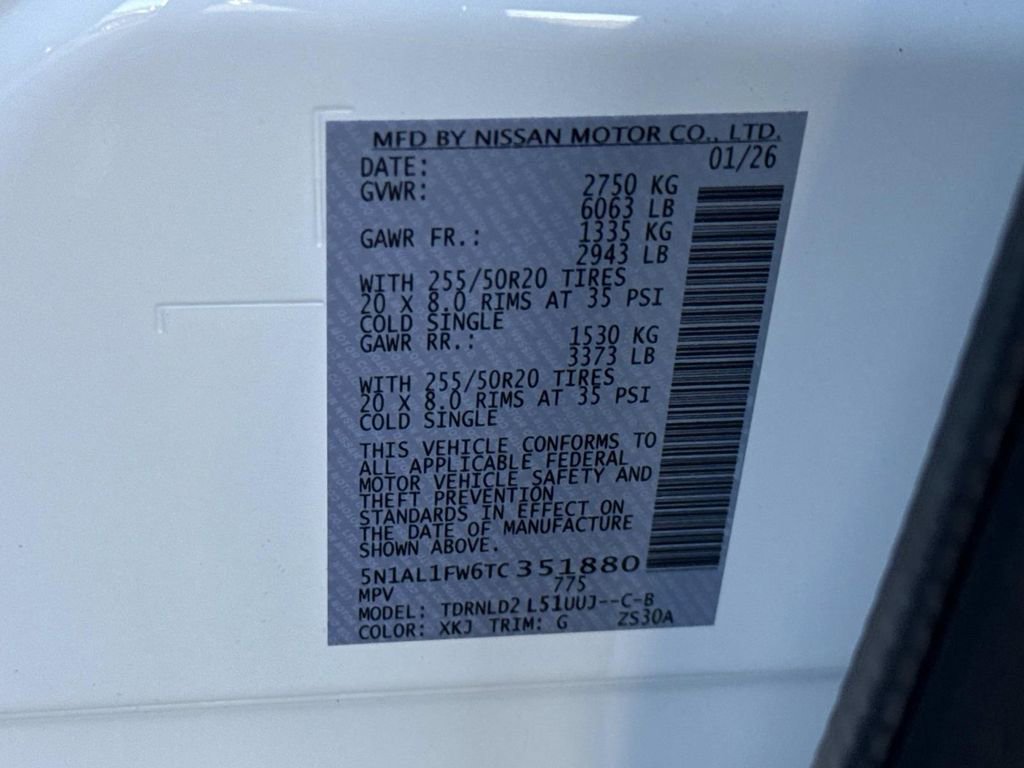 MFD BY NISSAN MOTOR CO., LTD.
DATE: 01/26
GVWR: 2750 KG
6063 LB
GAWR FR.: 1335 KG
2943 LB
WITH 255/50R20 TIRES
20 X 8.0 RIMS AT 35 PSI
COLD SINGLE
GAWR RR.: 1530 KG
3373 LB
WITH 255/50R20 TIRES
20 X 8.0 RIMS AT 35 PSI
COLD SINGLE
THIS VEHICLE CONFORMS TO
ALL APPLICABLE FEDERAL
MOTOR VEHICLE SAFETY AND
THEFT PREVENTION
STANDARDS IN EFFECT ON
THE DATE OF MANUFACTURE
SHOWN ABOVE.
5N1AL1FW6TC351880
MPV 775
MODEL: TDRNLD2 L51UUJ--C-B
COLOR: XKJ TRIM: G ZS30A